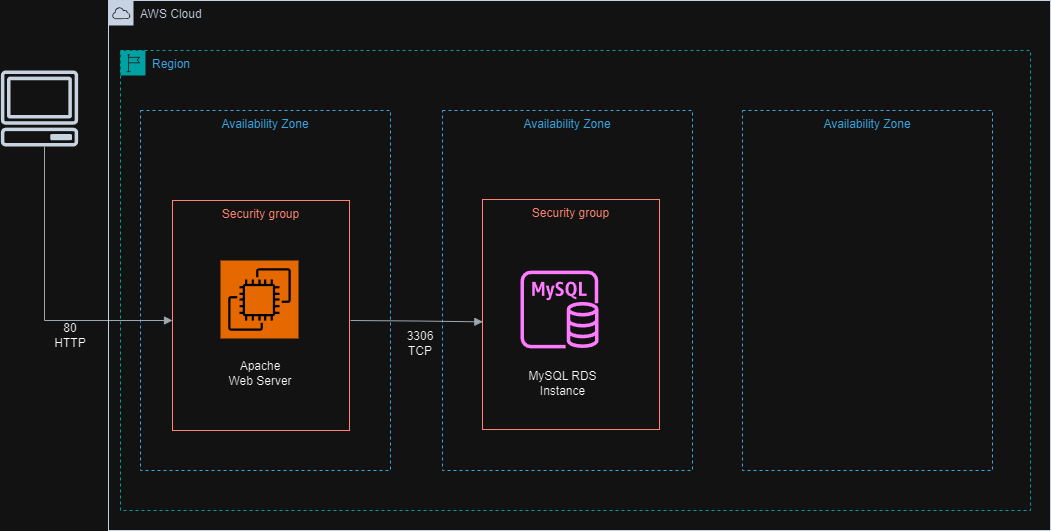 AWS Cloud
Region
Availability Zone
Availability Zone
Availability Zone
Security group
Security group
MySQL
80
HTTP
3306
TCP
Apache
Web Server
MySQL RDS
Instance